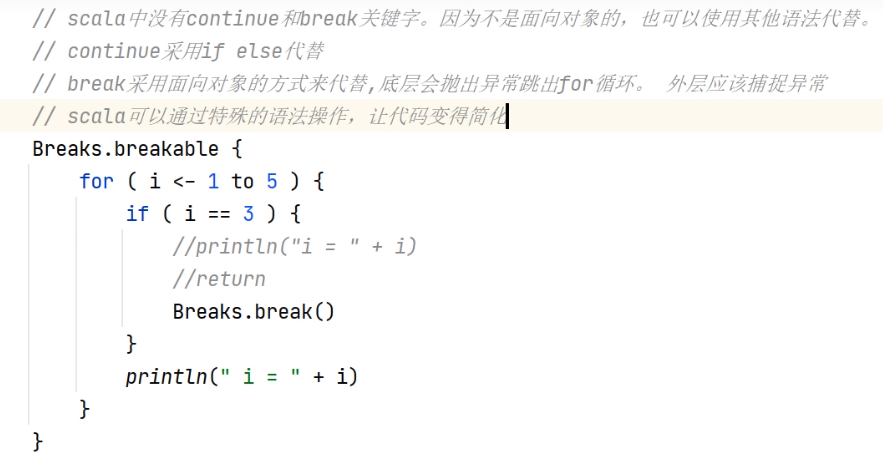 // scala中没有continue和break关键字。因为不是面向对象的，也可以使用其他语法代替。
// continue采用if else代替
// break采用面向对象的方式来代替,底层会抛出异常跳出for循环。 外层应该捕捉异常
// scala可以通过特殊的语法操作，让代码变得简化
Breaks.breakable {
for ( i <- 1 to 5 ) {
if ( i == 3 ) {
//println("i = " + i)
//return
Breaks.break()
}
println(" i = " + i)
}
}